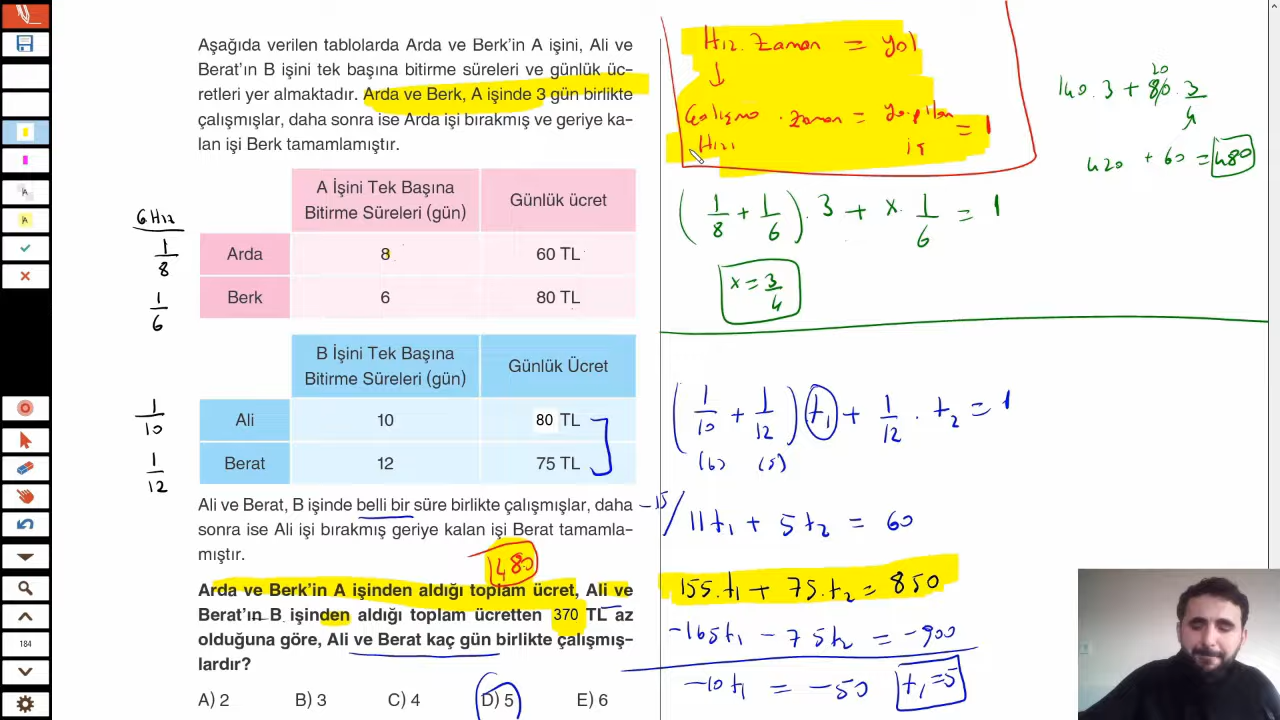 Aşağıda verilen tablolarda Arda ve Berk'in A işini, Ali ve
Berat'ın B işini tek başına bitirme süreleri ve günlük üc-
retleri yer almaktadır. Arda ve Berk, A işinde 3 gün birlikte
çalışmışlar, daha sonra ise Arda işi bırakmış ve geriye ka-
lan işi Berk tamamlamıştır.
A İşini Tek Başına
Bitirme Süreleri (gün)
Günlük ücret
Arda 8 60 TL
Berk 6 80 TL
1/8
1/6
B İşini Tek Başına
Bitirme Süreleri (gün)
Günlük Ücret
Ali 10 80 TL
Berat 12 75 TL
1/10
1/12
Ali ve Berat, B işinde belli bir süre birlikte çalışmışlar, daha
sonra ise Ali işi bırakmış geriye kalan işi Berat tamamla-
mıştır.
480
Arda ve Berk'in A işinden aldığı toplam ücret, Ali ve
Berat'ın B işinden aldığı toplam ücretten 370 TL az
olduğuna göre, Ali ve Berat kaç gün birlikte çalışmış-
lardır?
A) 2 B) 3 C) 4 D) 5 E) 6
Hız. Zaman = yol
Çalışma Hızı . zaman = yapılan iş = 1
140.3 + 80.3/4
20
420 + 60 = 480
(1/8 + 1/6).3 + x.1/6 = 1
x = 3/4
(1/10 + 1/12) t₁ + 1/12 . t₂ = 1
(6) (5)
-15/ 11t₁ + 5t₂ = 60
155.t₁ + 75.t₂ = 850
-165t₁ - 75t₂ = -900
-10t₁ = -50 t₁=5
184